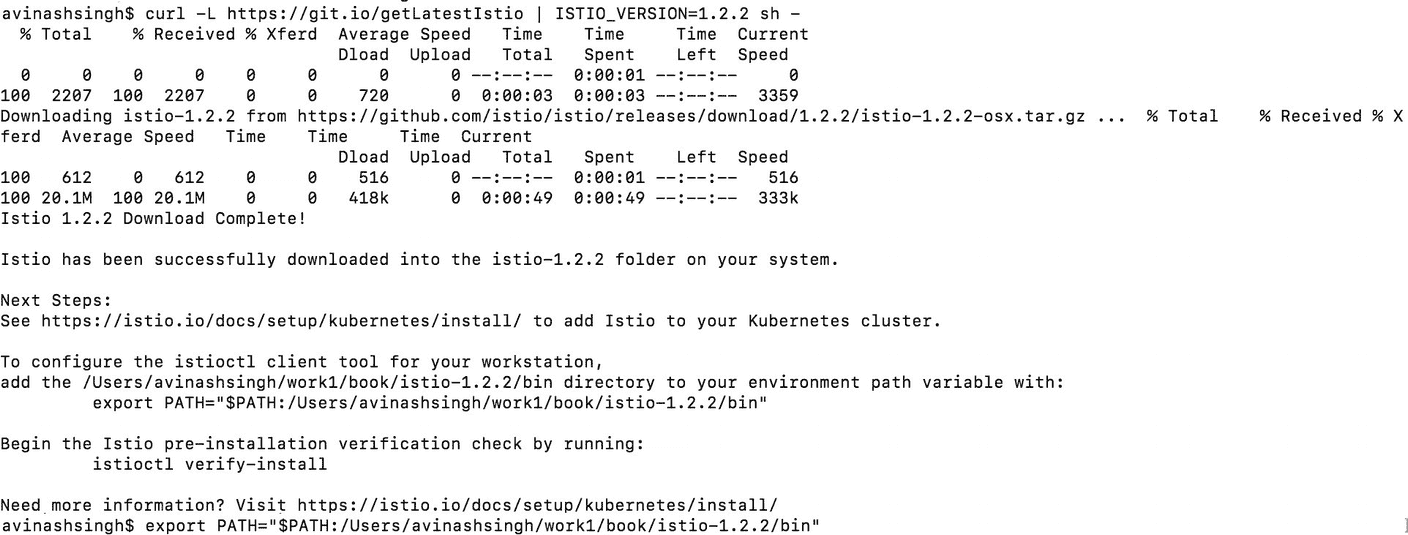 avinashsingh$ curl -L https://git.io/getLatestIstio | ISTIO_VERSION=1.2.2 sh -
  % Total    % Received % Xferd  Average Speed   Time    Time     Time  Current
                                 Dload  Upload   Total   Spent    Left  Speed
  0     0    0     0    0     0      0      0 --:--:--  0:00:01 --:--:--     0
100  2207  100  2207    0     0    720      0  0:00:03  0:00:03 --:--:--  3359
Downloading istio-1.2.2 from https://github.com/istio/istio/releases/download/1.2.2/istio-1.2.2-osx.tar.gz ...  % Total    % Received % X
ferd  Average Speed   Time    Time     Time  Current
                                 Dload  Upload   Total   Spent    Left  Speed
100   612    0   612    0     0    516      0 --:--:--  0:00:01 --:--:--   516
100 20.1M  100 20.1M    0     0   418k      0  0:00:49  0:00:49 --:--:--  333k
Istio 1.2.2 Download Complete!

Istio has been successfully downloaded into the istio-1.2.2 folder on your system.

Next Steps:
See https://istio.io/docs/setup/kubernetes/install/ to add Istio to your Kubernetes cluster.

To configure the istioctl client tool for your workstation,
add the /Users/avinashsingh/work1/book/istio-1.2.2/bin directory to your environment path variable with:
         export PATH="$PATH:/Users/avinashsingh/work1/book/istio-1.2.2/bin"

Begin the Istio pre-installation verification check by running:
         istioctl verify-install

Need more information? Visit https://istio.io/docs/setup/kubernetes/install/
avinashsingh$ export PATH="$PATH:/Users/avinashsingh/work1/book/istio-1.2.2/bin"